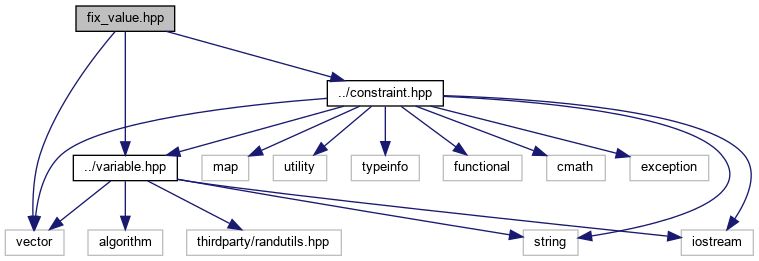 fix_value.hpp
../constraint.hpp
../variable.hpp
map
utility
typeinfo
functional
cmath
exception
vector
algorithm
thirdparty/randutils.hpp
string
iostream